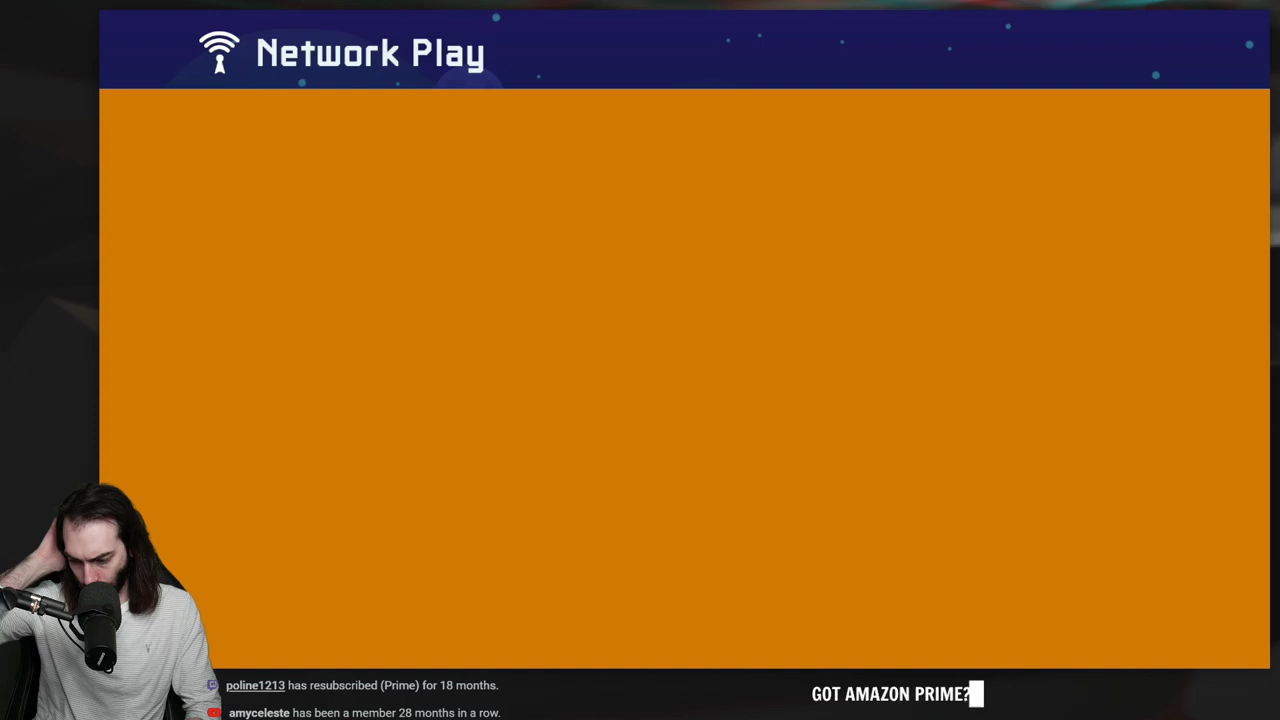 Network Play
poline1213 has resubscribed (Prime) for 18 months.
GOT AMAZON PRIME?
amyceleste has been a member 28 months in a row.